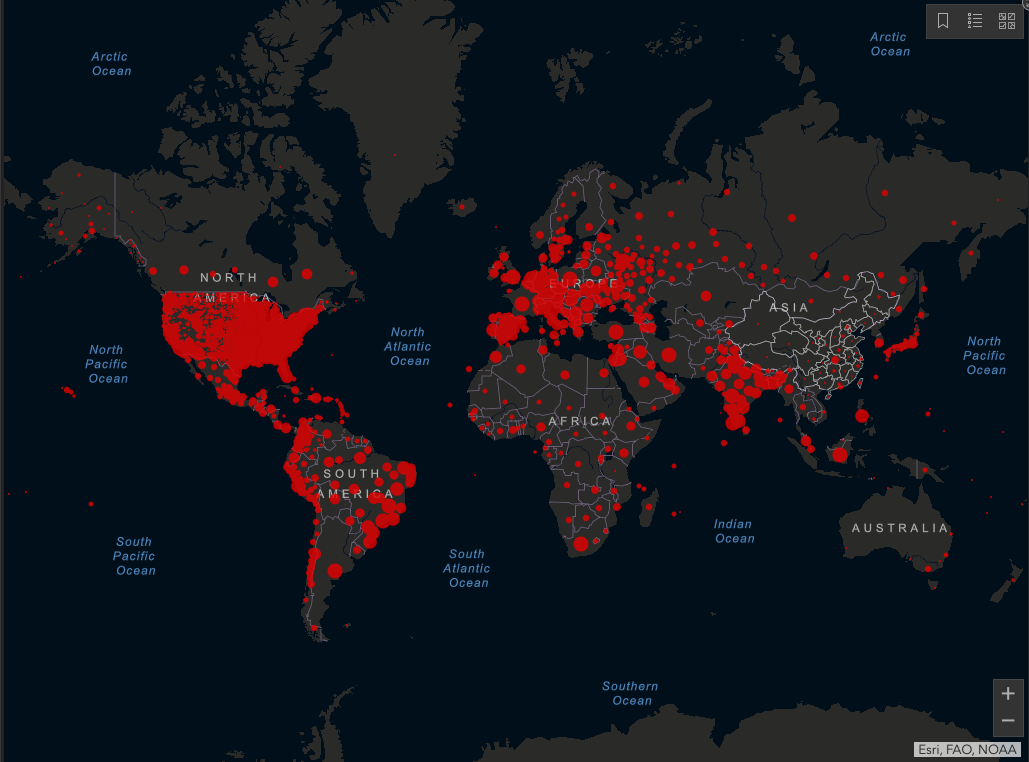 Arctic
Ocean
Arctic
Ocean
NORTH
AMERICA
EUROPE
ASIA
North
Pacific
Ocean
North
Atlantic
Ocean
North
Pacific
Ocean
AFRICA
SOUTH
AMERICA
AUSTRALIA
South
Pacific
Ocean
South
Atlantic
Ocean
Indian
Ocean
Southern
Ocean
+
−
Esri, FAO, NOAA